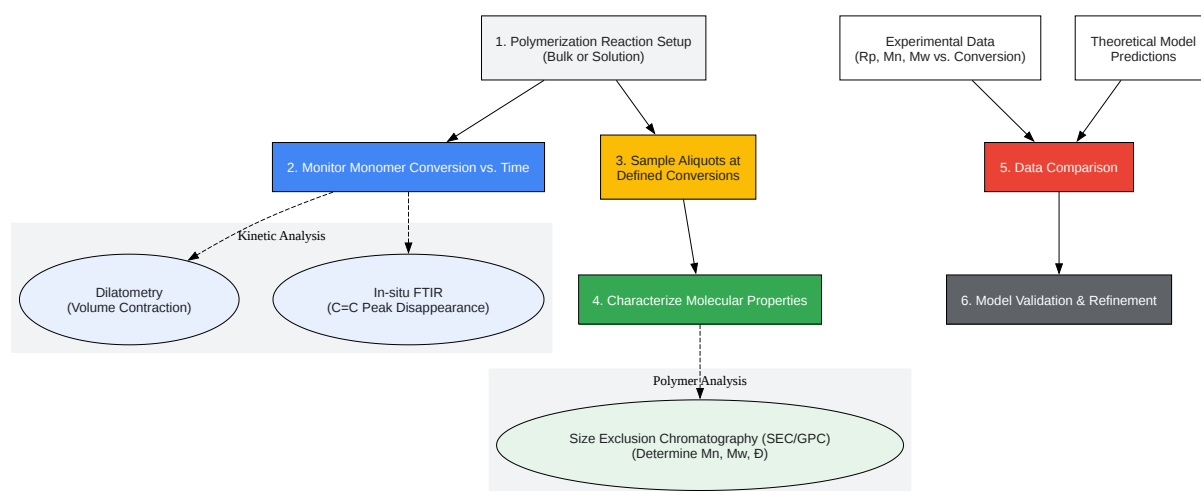 1. Polymerization Reaction Setup
(Bulk or Solution)
Experimental Data
(Rp, Mn, Mw vs. Conversion)
Theoretical Model
Predictions
2. Monitor Monomer Conversion vs. Time
3. Sample Aliquots at
Defined Conversions
5. Data Comparison
Kinetic Analysis
Dilatometry
(Volume Contraction)
In-situ FTIR
(C=C Peak Disappearance)
4. Characterize Molecular Properties
6. Model Validation & Refinement
Polymer Analysis
Size Exclusion Chromatography (SEC/GPC)
(Determine Mn, Mw, Đ)